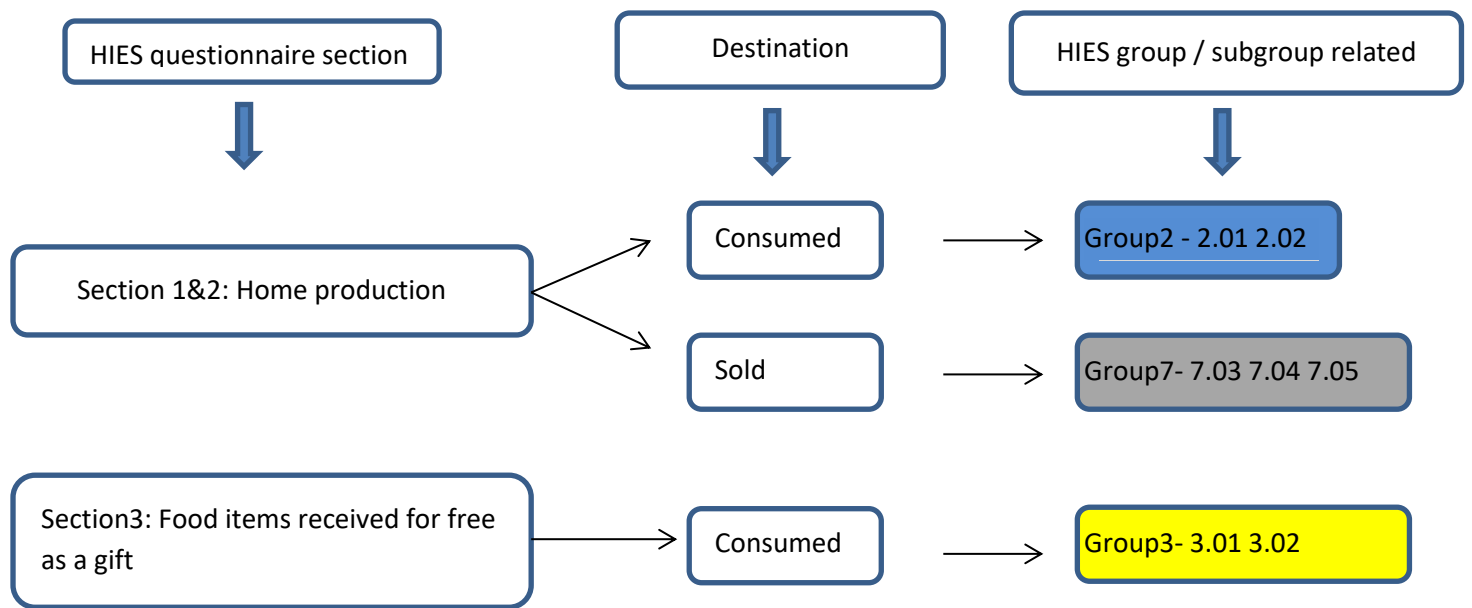 HIES questionnaire section
Destination
HIES group / subgroup related
Consumed
Group2 - 2.01 2.02
Section 1&2: Home production
Sold
Group7- 7.03 7.04 7.05
Section3: Food items received for free
as a gift
Consumed
Group3- 3.01 3.02